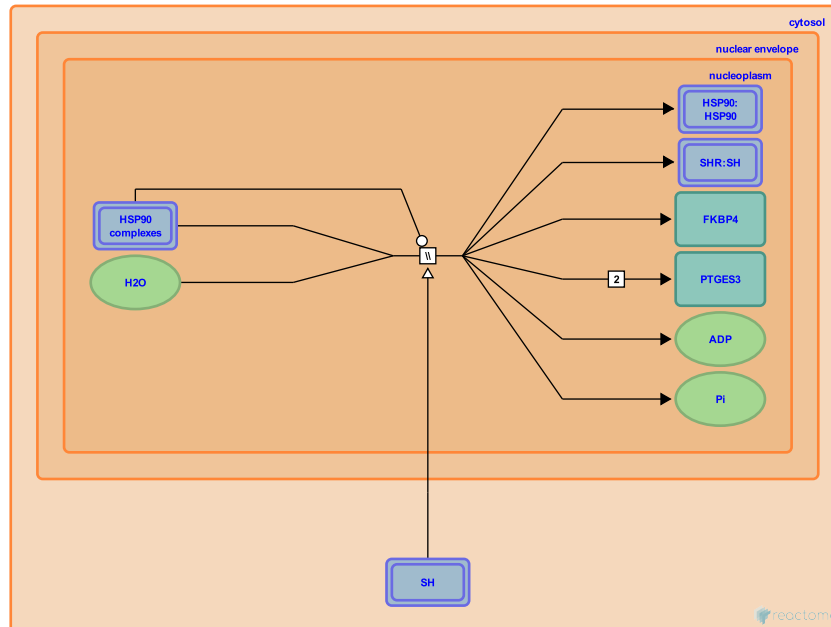 cytosol
nuclear envelope
nucleoplasm
HSP90:
HSP90
SHR:SH
HSP90
complexes
FKBP4
\\
H2O
2
PTGES3
ADP
Pi
SH
reactome